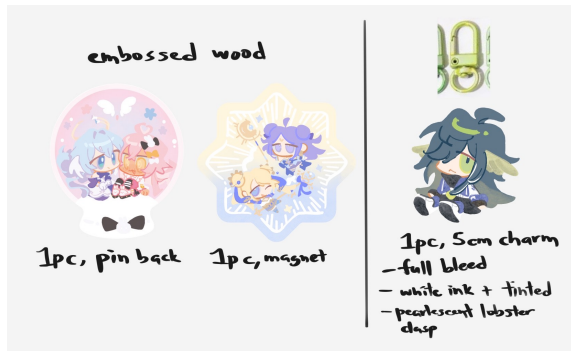 embossed wood
1pc, pin back
1pc, magnet
1pc, 5cm charm
- full bleed
- white ink + tinted
- pearlescent lobster
clasp